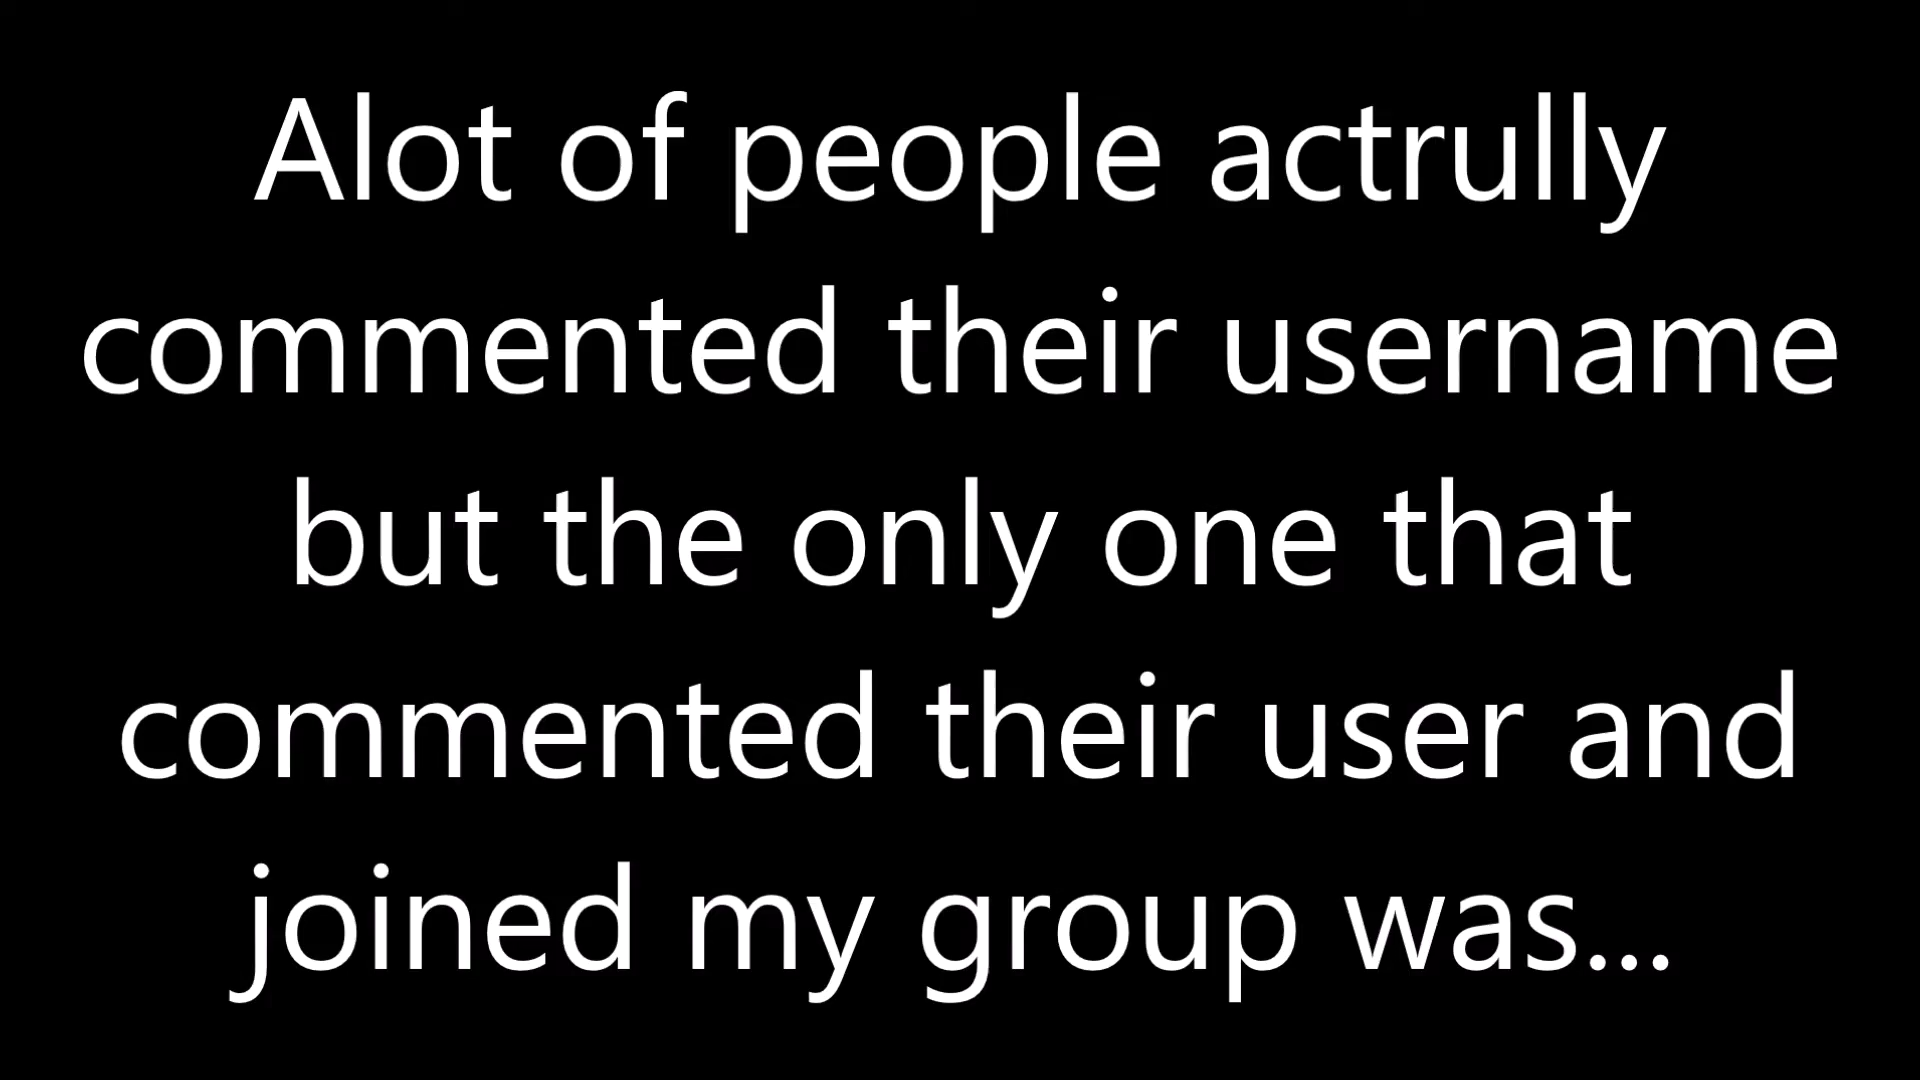 Alot of people actrully
commented their username
but the only one that
commented their user and
joined my group was...